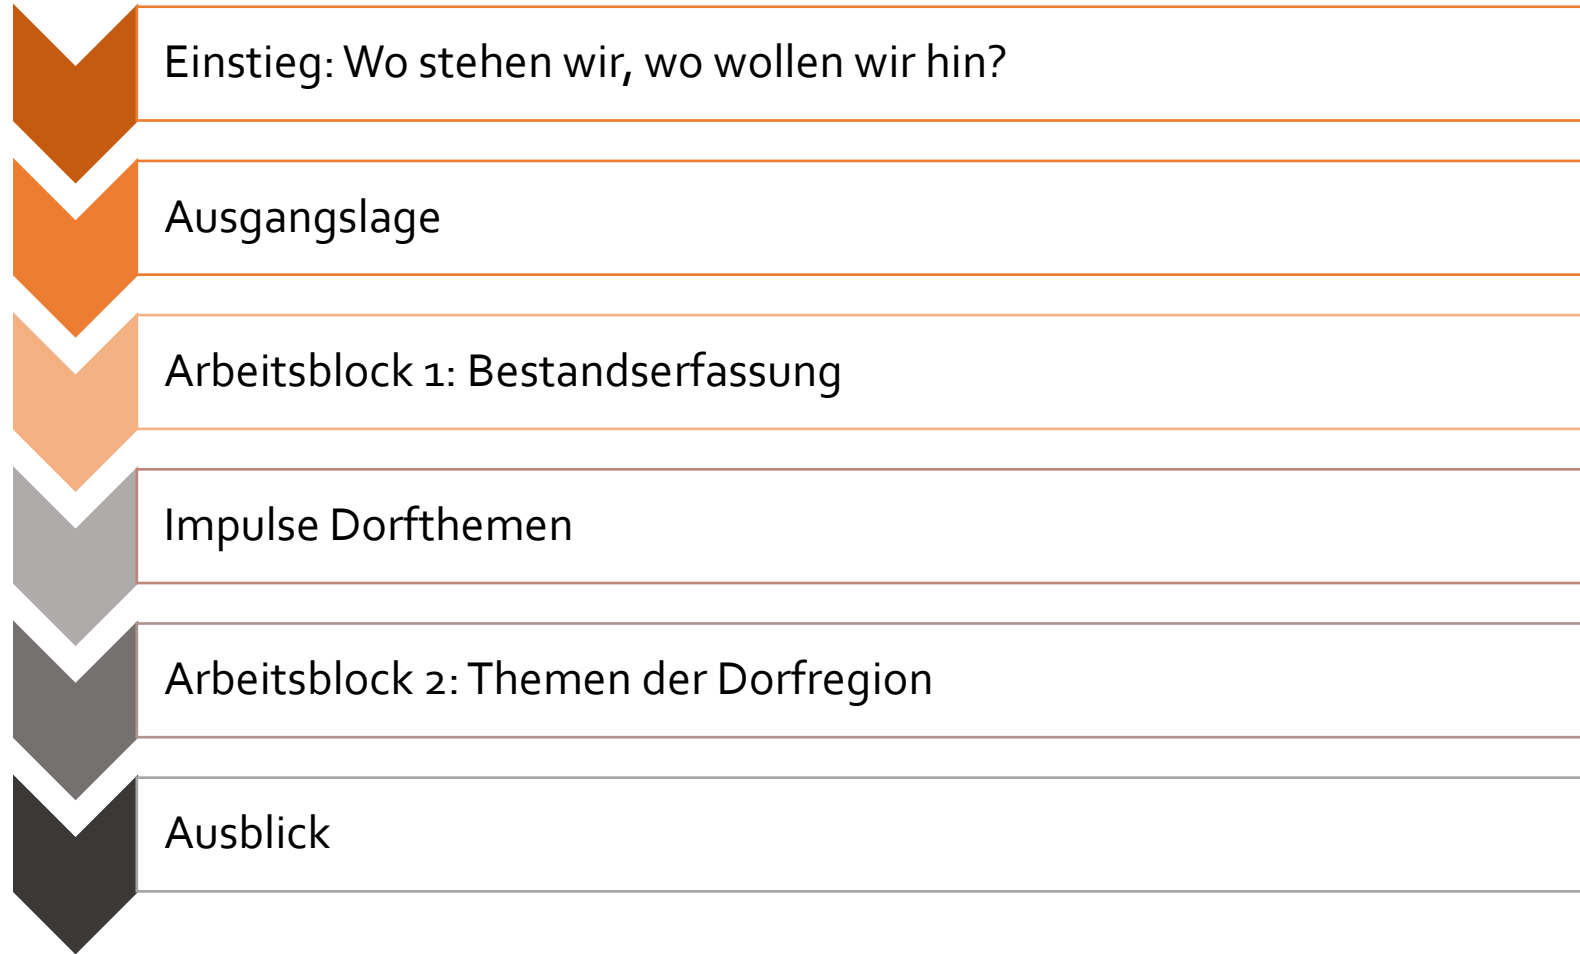 Einstieg: Wo stehen wir, wo wollen wir hin?
Ausgangslage
Arbeitsblock 1: Bestandserfassung
Impulse Dorfthemen
Arbeitsblock 2: Themen der Dorfregion
Ausblick